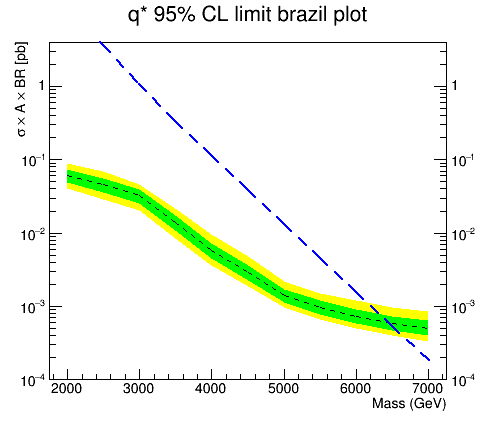 q* 95% CL limit brazil plot
σ × A × BR [pb]
1 1
10⁻¹ 10⁻¹
10⁻² 10⁻²
10⁻³ 10⁻³
10⁻⁴ 10⁻⁴
2000 3000 4000 5000 6000 7000
Mass (GeV)